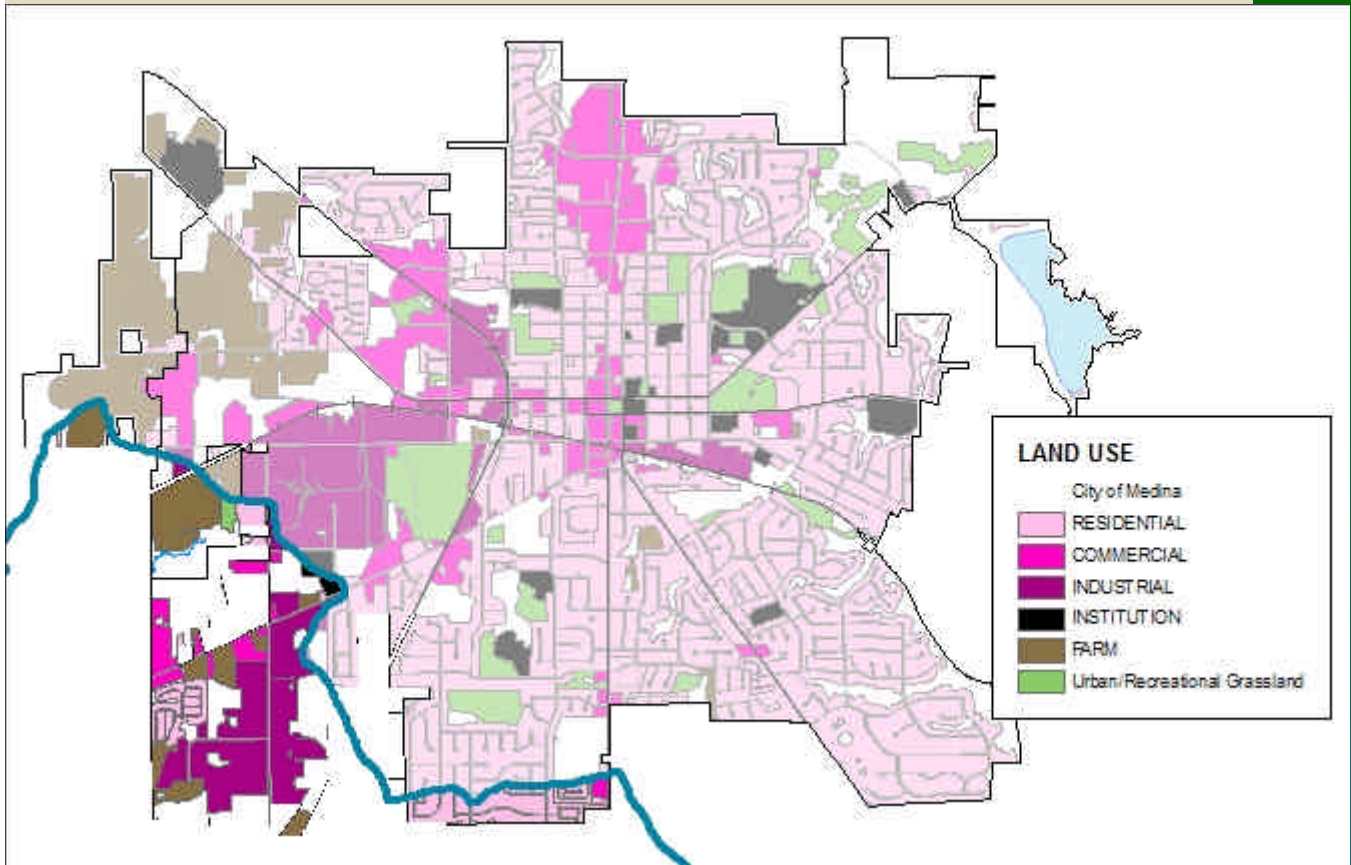 LAND USE
City of Medina
RESIDENTIAL
COMMERCIAL
INDUSTRIAL
INSTITUTION
FARM
Urban/Recreational Grassland